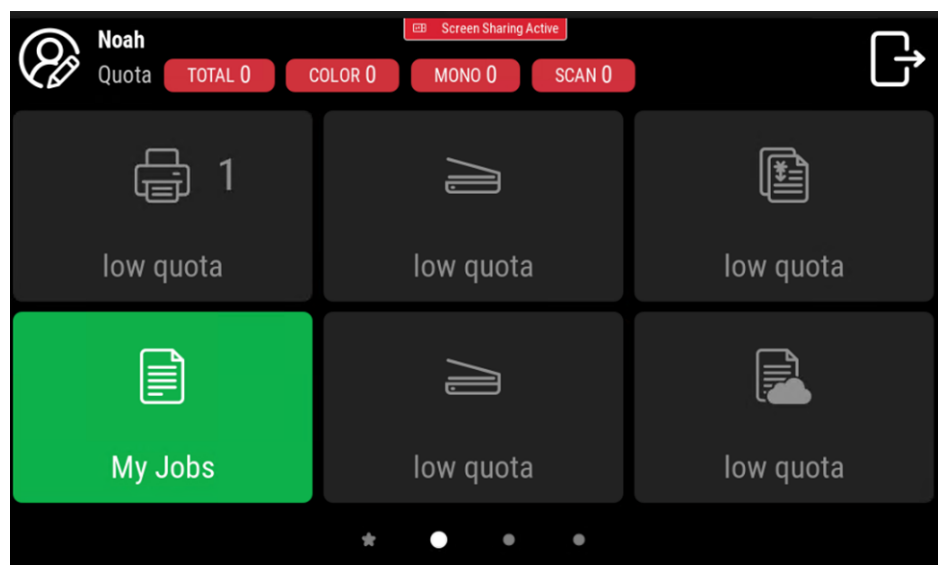 Screen Sharing Active
Noah
Quota TOTAL 0 COLOR 0 MONO 0 SCAN 0
1
low quota low quota low quota
My Jobs low quota low quota